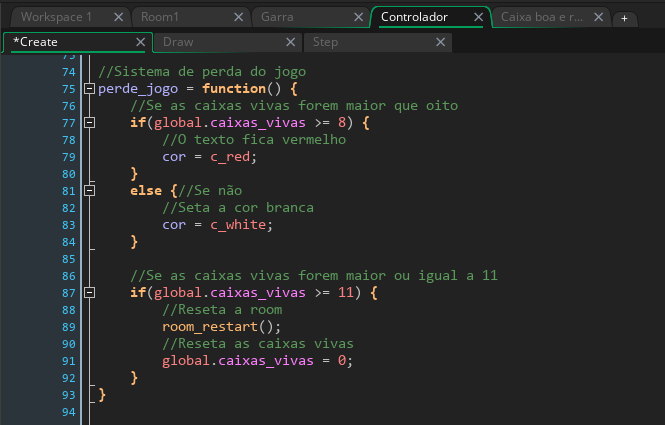 Workspace 1 Room1 Garra Controlador Caixa boa e r... +
*Create Draw Step
74 //Sistema de perda do jogo
75 perde_jogo = function() {
76 //Se as caixas vivas forem maior que oito
77 if(global.caixas_vivas >= 8) {
78 //O texto fica vermelho
79 cor = c_red;
80 }
81 else {//Se não
82 //Seta a cor branca
83 cor = c_white;
84 }
85
86 //Se as caixas vivas forem maior ou igual a 11
87 if(global.caixas_vivas >= 11) {
88 //Reseta a room
89 room_restart();
90 //Reseta as caixas vivas
91 global.caixas_vivas = 0;
92 }
93 }
94